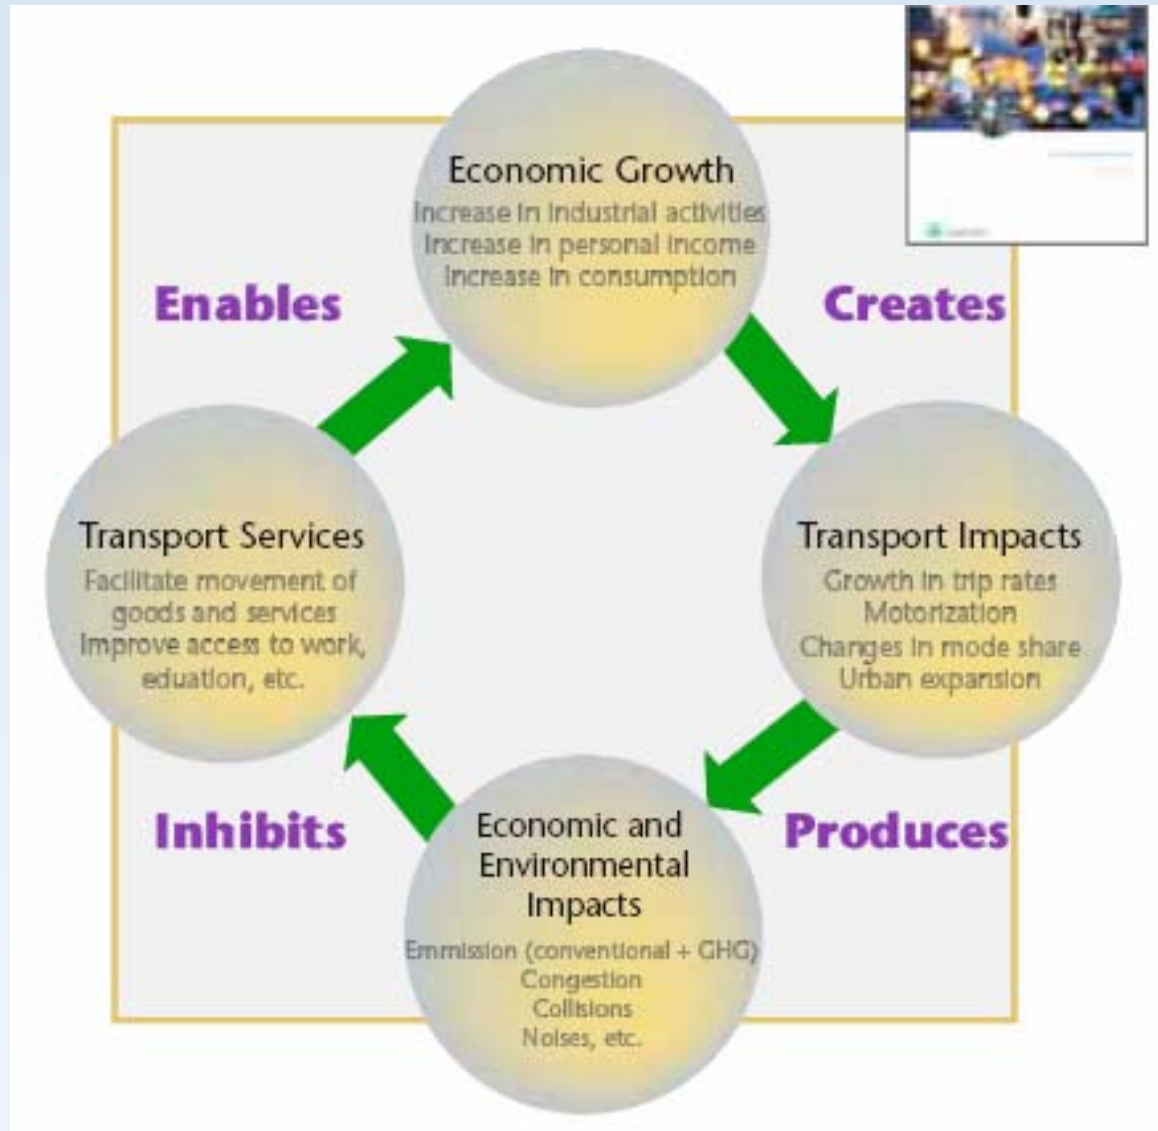 Economic Growth
Increase in industrial activities
Increase in personal income
Increase in consumption
Enables
Creates
Transport Services
Facilitate movement of
goods and services
Improve access to work,
eduation, etc.
Transport Impacts
Growth in trip rates
Motorization
Changes in mode share
Urban expansion
Inhibits
Produces
Economic and
Environmental
Impacts
Emmission (conventional + GHG)
Congestion
Collisions
Noises, etc.